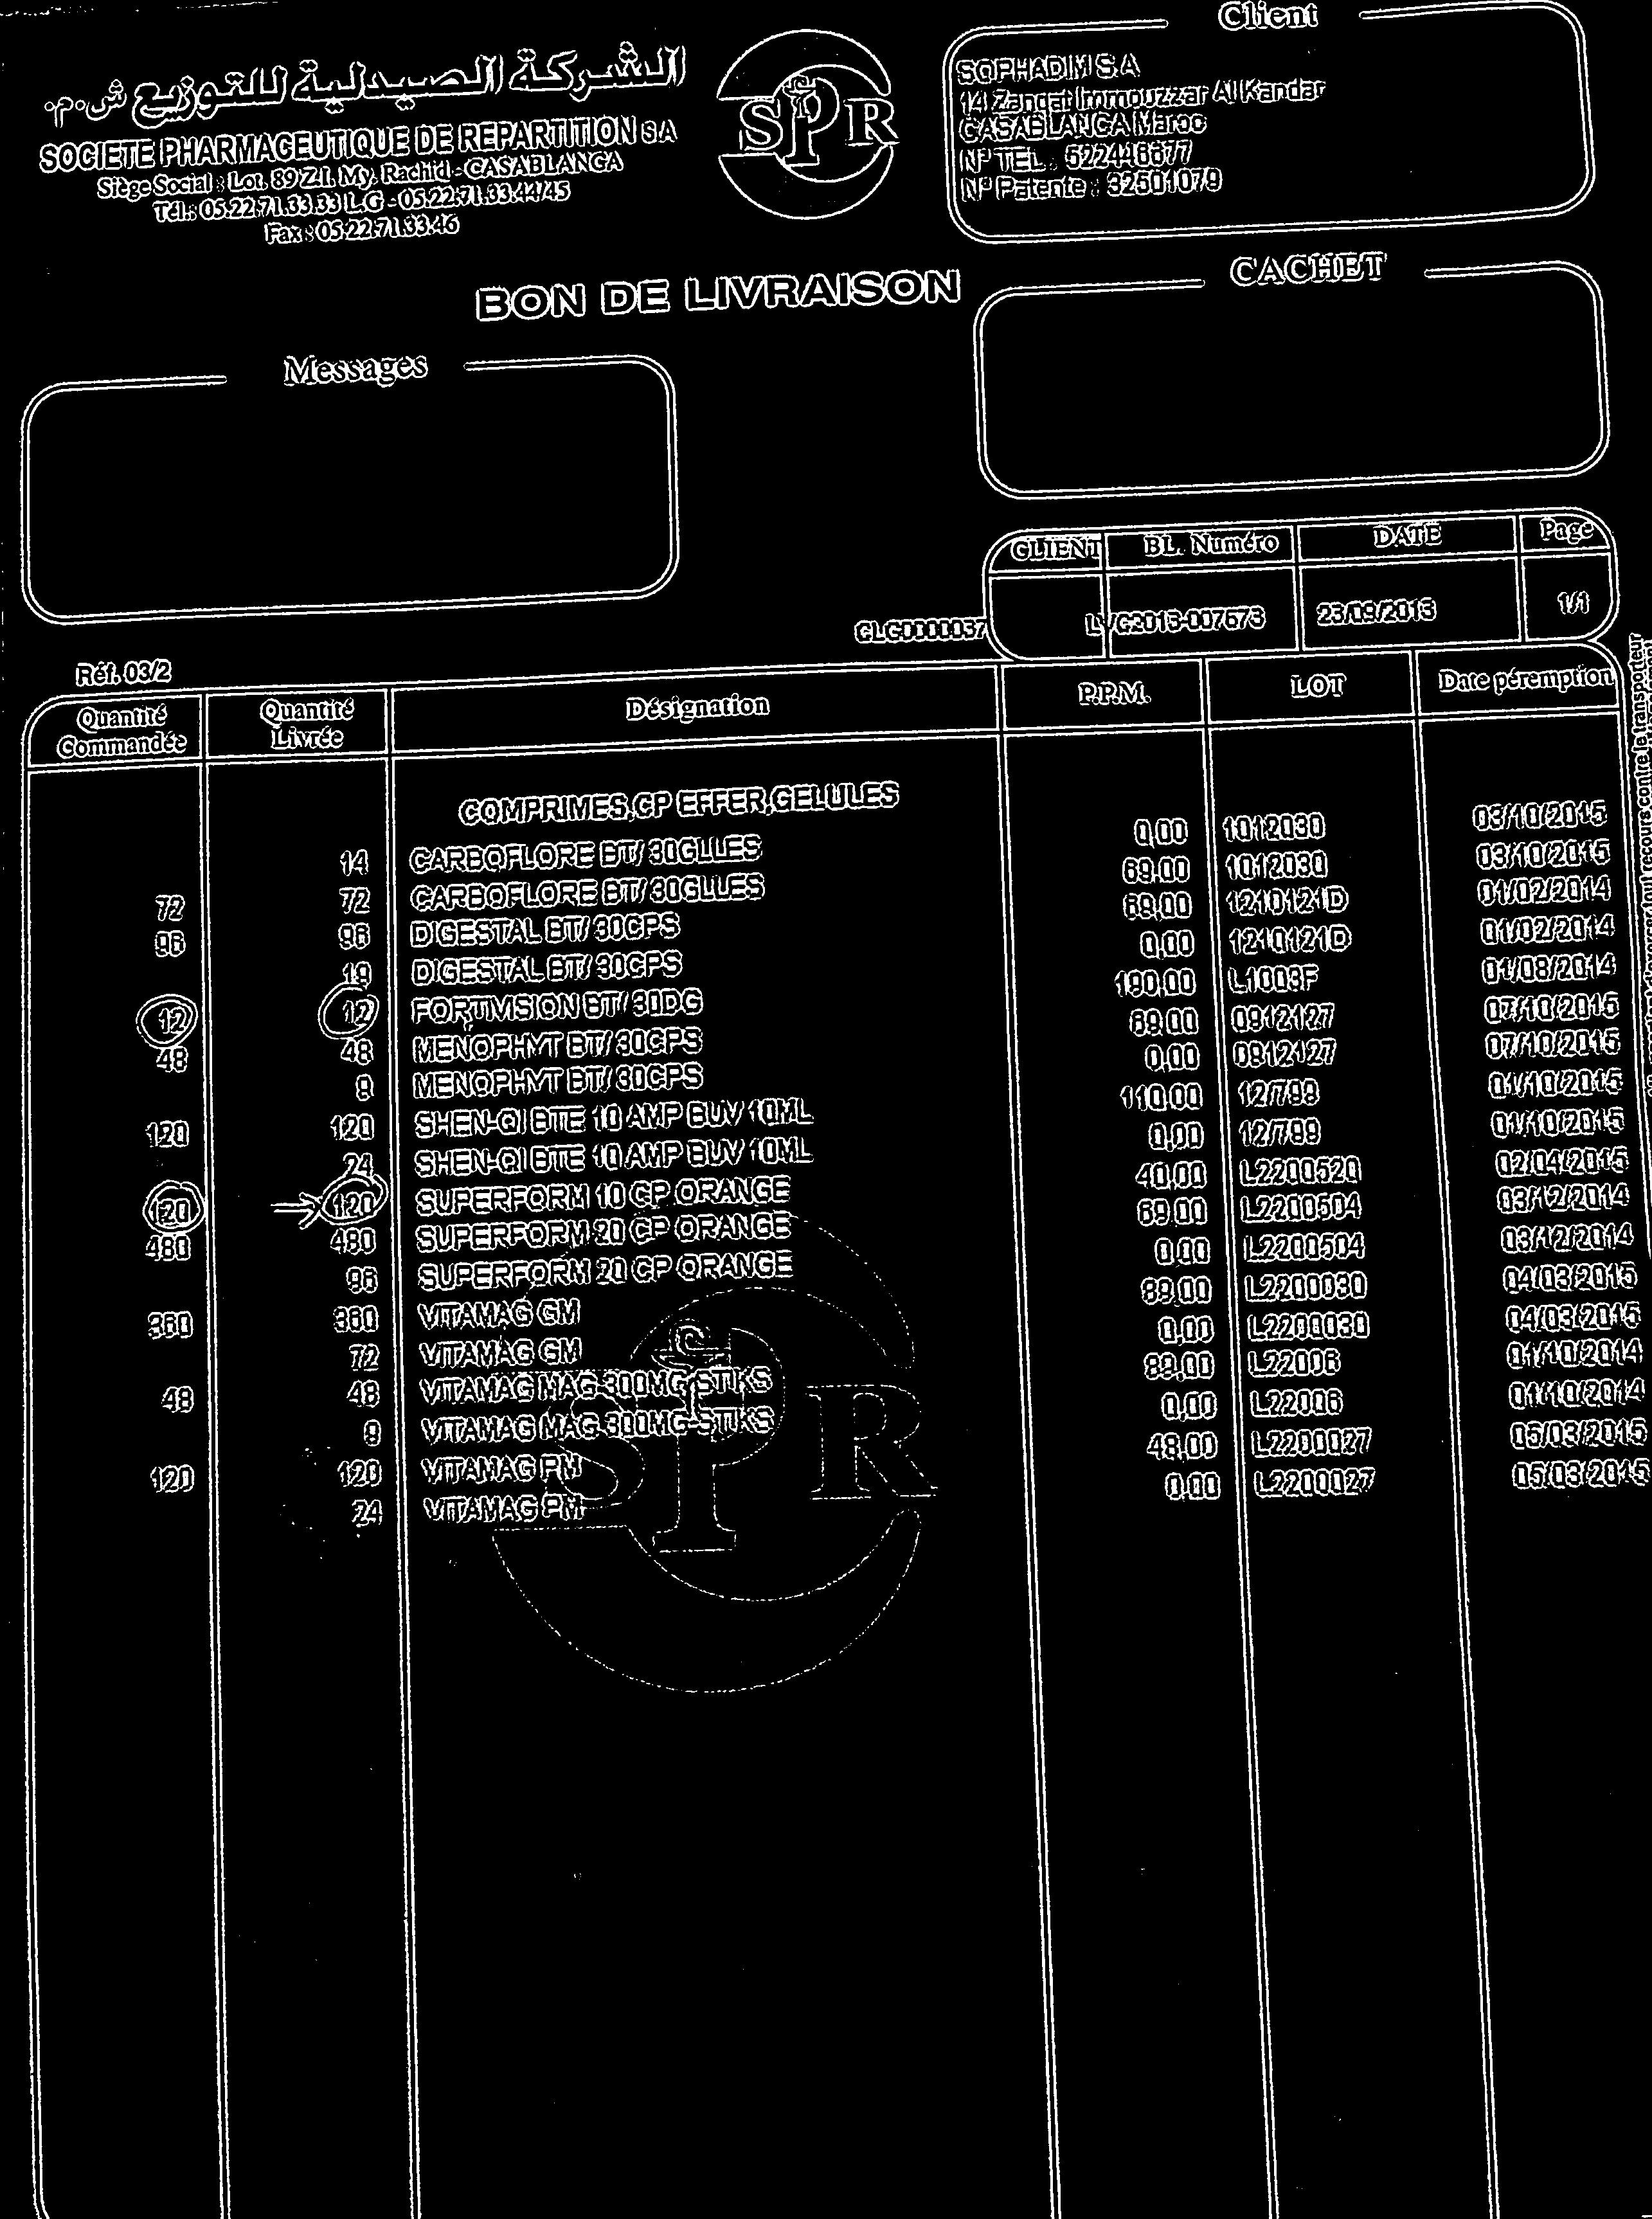 الشركة الصيدلية للتوزيع ش.م.
SOCIETE PHARMACEUTIQUE DE REPARTITION SA
Siège Social : Lot. 89 Z.I. My. Rachid - CASABLANCA
Tél.: 05.22.71.33.33 L.G - 05.22.71.33.44/45
Fax : 05.22.71.33.46
SPR
Client
SOPHADIM SA
14 Zanqat Immouzzar Al Kandar
CASABLANCA Maroc
N° TEL : 522448677
N° Patente : 32501079
BON DE LIVRAISON
CACHET
Messages
CLIENT BL. Numéro DATE Page
CLG0000037 LVG2013-007673 23/09/2013 1/1
Réf. 03/2
Quantité Commandée Quantité Livrée Désignation P.P.M. LOT Date péremption
COMPRIMES,CP EFFER,GELULES
14 CARBOFLORE BT/ 30GLLES 0,00 1012030 03/10/2015
72 72 CARBOFLORE BT/ 30GLLES 69,00 1012030 03/10/2015
96 96 DIGESTAL BT/ 30CPS 69,00 1210121D 01/02/2014
19 DIGESTAL BT/ 30CPS 0,00 1210121D 01/02/2014
12 12 FORTIVISION BT/ 30DG 190,00 L1003F 01/08/2014
48 48 MENOPHYT BT/ 30CPS 89,00 0912127 07/10/2015
9 MENOPHYT BT/ 30CPS 0,00 0912127 07/10/2015
120 120 SHEN-QI BTE 10 AMP BUV 10ML 110,00 12/799 01/10/2015
24 SHEN-QI BTE 10 AMP BUV 10ML 0,00 12/799 01/10/2015
120 → 120 SUPERFORM 10 CP ORANGE 40,00 L2200520 02/04/2015
480 480 SUPERFORM 20 CP ORANGE 69,00 L2200504 03/12/2014
96 SUPERFORM 20 CP ORANGE 0,00 L2200504 03/12/2014
360 360 VITAMAG GM 89,00 L2200030 04/03/2015
72 VITAMAG GM 0,00 L2200030 04/03/2015
48 48 VITAMAG MAG 300MG STIKS 89,00 L22006 01/10/2014
9 VITAMAG MAG 300MG STIKS 0,00 L22006 01/10/2014
120 120 VITAMAG PM 48,00 L2200027 05/03/2015
24 VITAMAG PM 0,00 L2200027 05/03/2015
SPR